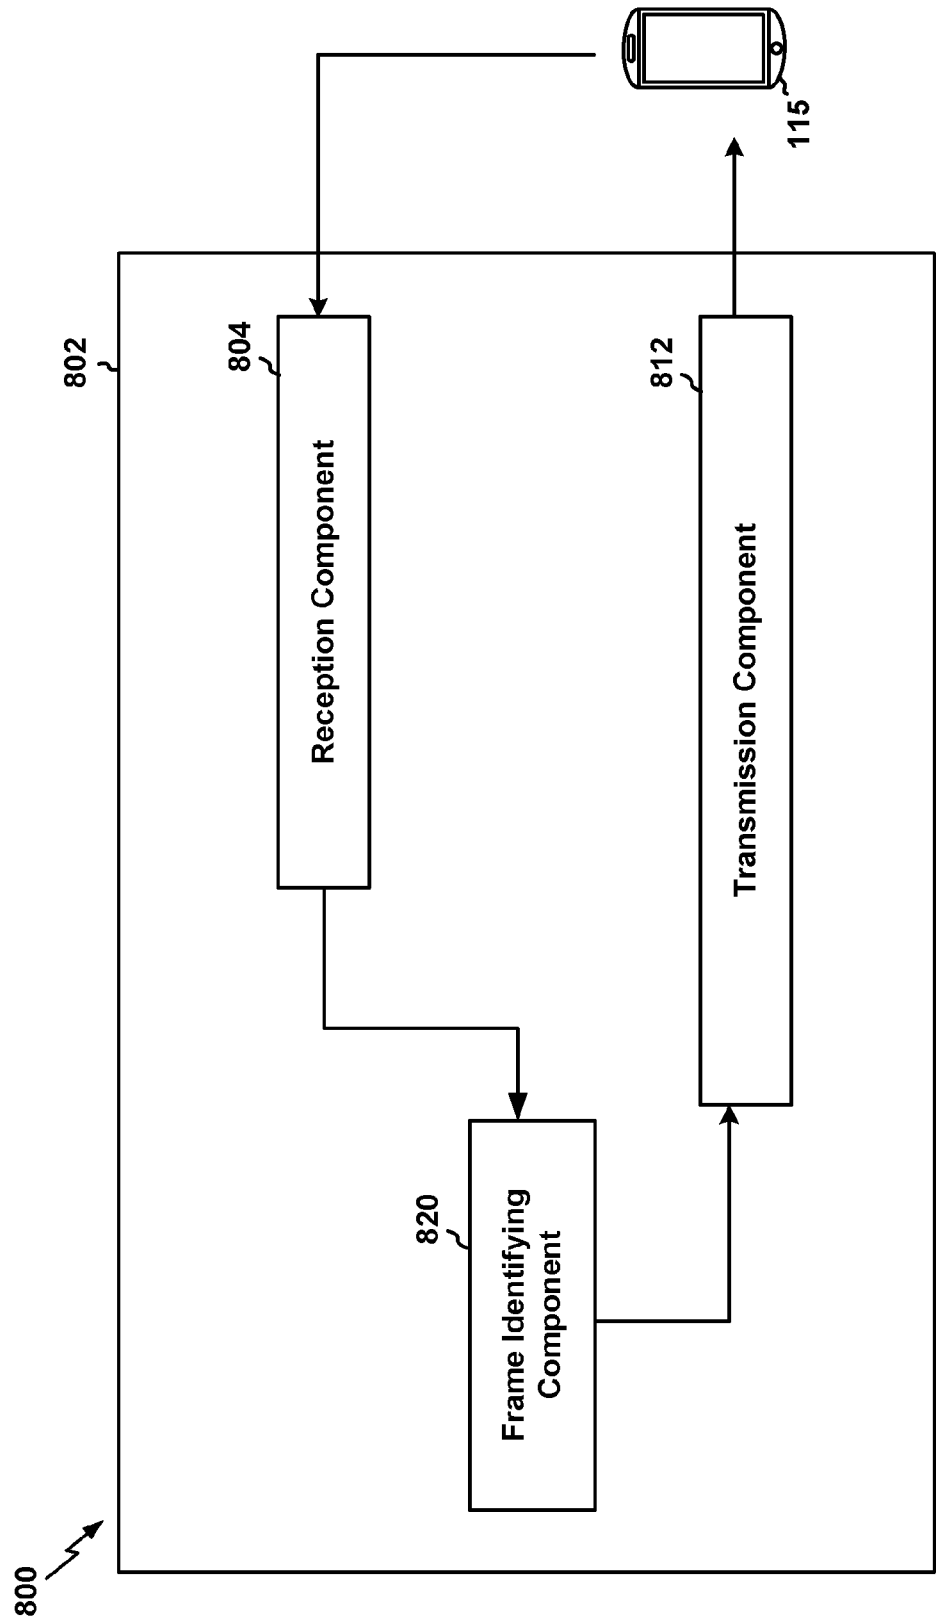 800
802
804
Reception Component
820
Frame Identifying
Component
812
Transmission Component
115